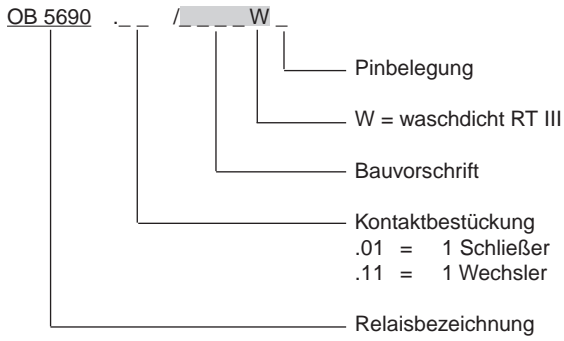 OB 5690 ._ _ /_ _ _ _ W _
Pinbelegung
W = waschdicht RT III
Bauvorschrift
Kontaktbestückung
.01 = 1 Schließer
.11 = 1 Wechsler
Relaisbezeichnung